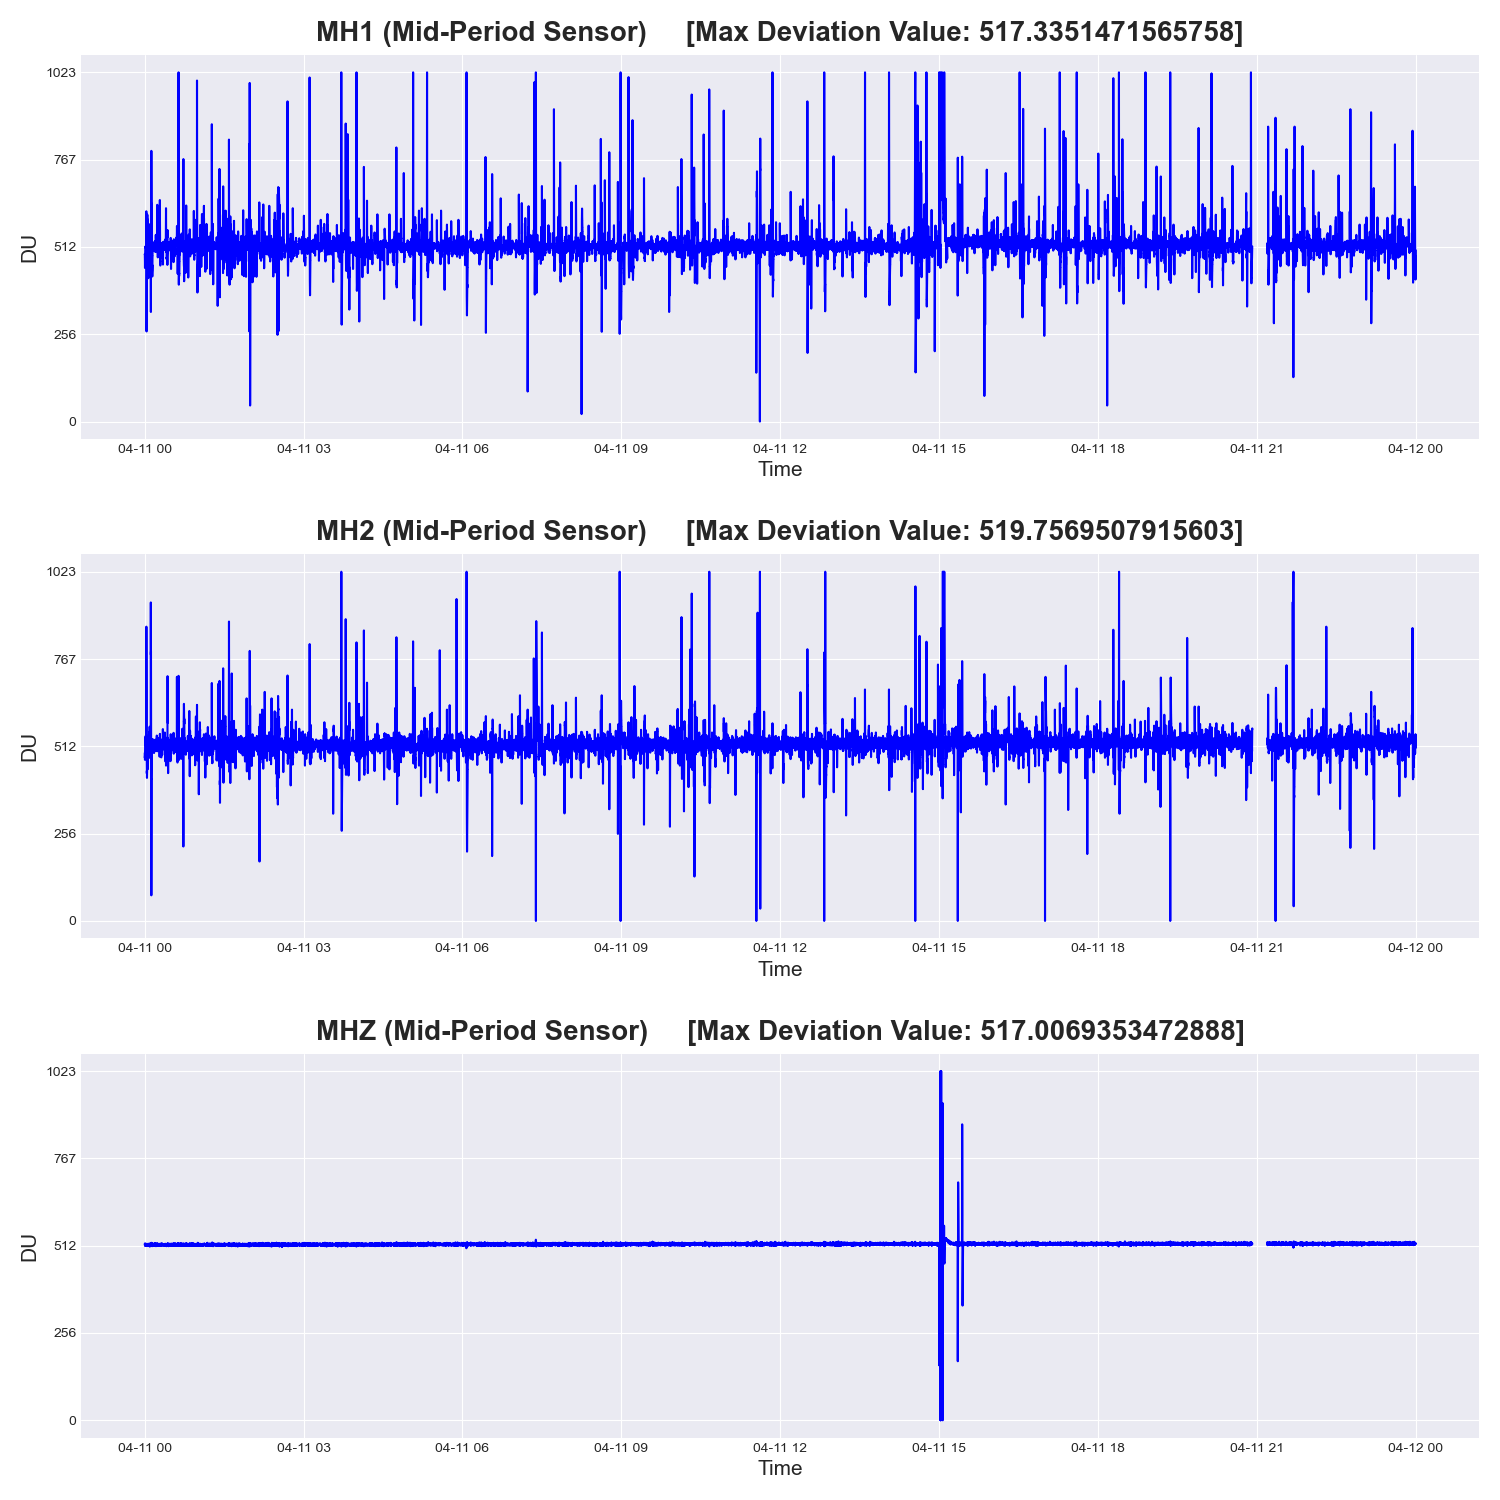 MH1 (Mid-Period Sensor) [Max Deviation Value: 517.3351471565758]
1023
767
512
256
0
DU
04-11 00 04-11 03 04-11 06 04-11 09 04-11 12 04-11 15 04-11 18 04-11 21 04-12 00
Time
MH2 (Mid-Period Sensor) [Max Deviation Value: 519.7569507915603]
1023
767
512
256
0
DU
04-11 00 04-11 03 04-11 06 04-11 09 04-11 12 04-11 15 04-11 18 04-11 21 04-12 00
Time
MHZ (Mid-Period Sensor) [Max Deviation Value: 517.0069353472888]
1023
767
512
256
0
DU
04-11 00 04-11 03 04-11 06 04-11 09 04-11 12 04-11 15 04-11 18 04-11 21 04-12 00
Time